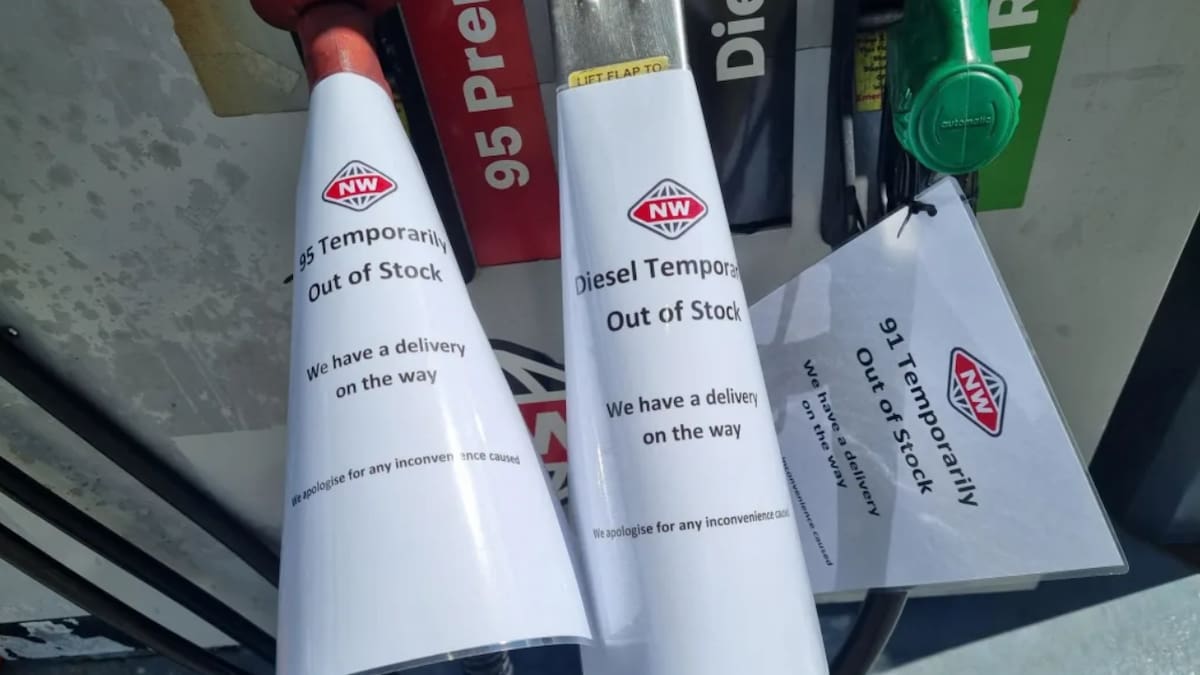 95 Pre
Die
LIFT FLAP TO
automatic
NW
95 Temporarily
Out of Stock
We have a delivery
on the way
We apologise for any inconvenience caused
NW
Diesel Tempora
Out of Stock
We have a delivery
on the way
We apologise for any inconvenience caused
NW
91 Temporarily
Out of Stock
We have a delivery
on the way
inconvenience caused